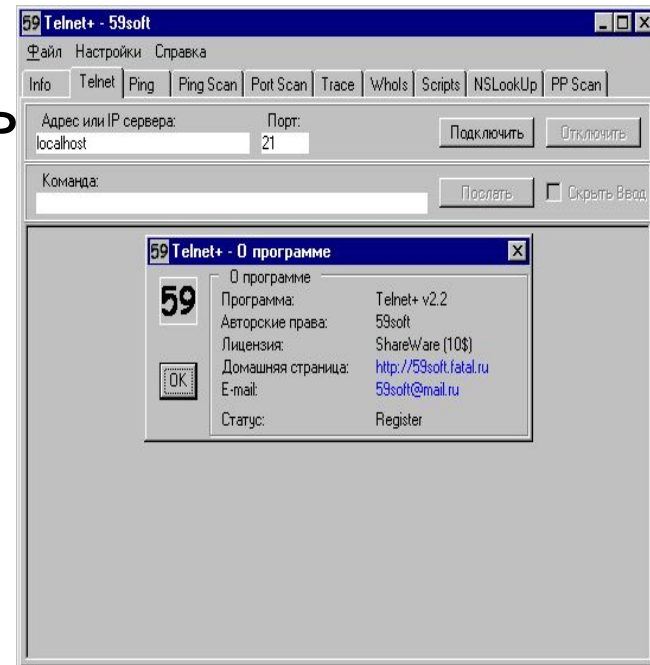 59 Telnet+ - 59soft
Файл Настройки Справка
Info Telnet Ping Ping Scan Port Scan Trace WhoIs Scripts NSLookUp PP Scan
Р
Адрес или IP сервера: Порт:
localhost 21 Подключить Отключить
Команда:
Послать Скрыть Ввод
59 Telnet+ - О программе
59
О программе
Программа: Telnet+ v2.2
Авторские права: 59soft
Лицензия: ShareWare (10$)
Домашняя страница: http://59soft.fatal.ru
E-mail: 59soft@mail.ru
Статус: Register
OK